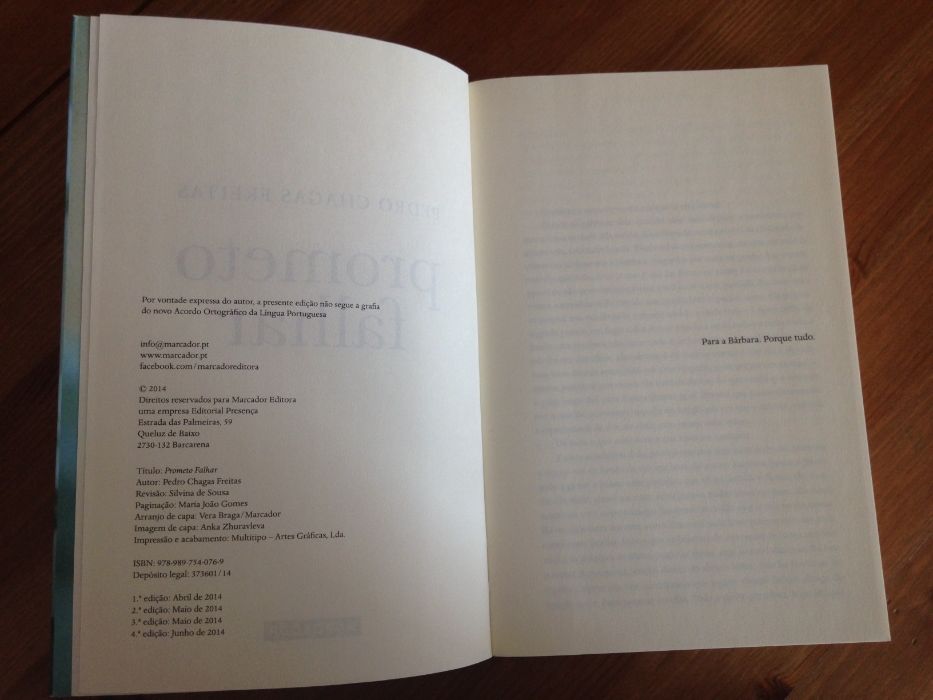 Por vontade expressa do autor, a presente edição não segue a grafia
do novo Acordo Ortográfico da Língua Portuguesa
info@marcador.pt
www.marcador.pt
facebook.com/marcadoreditora
© 2014
Direitos reservados para Marcador Editora
uma empresa Editorial Presença
Estrada das Palmeiras, 59
Queluz de Baixo
2730-132 Barcarena
Título: Prometo Falhar
Autor: Pedro Chagas Freitas
Revisão: Silvina de Sousa
Paginação: Maria João Gomes
Arranjo de capa: Vera Braga/Marcador
Imagem de capa: Anka Zhuravleva
Impressão e acabamento: Multitipo – Artes Gráficas, Lda.
ISBN: 978-989-754-076-9
Depósito legal: 373601/14
1.ª edição: Abril de 2014
2.ª edição: Maio de 2014
3.ª edição: Maio de 2014
4.ª edição: Junho de 2014
PEDRO CHAGAS FREITAS
prometo
falhar
Para a Bárbara. Porque tudo.